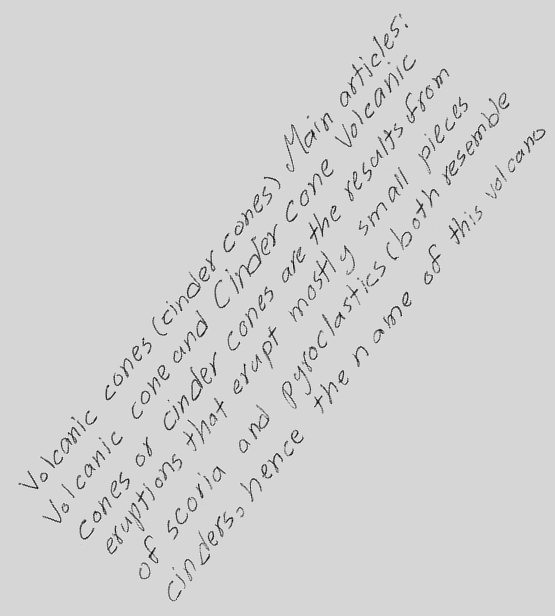 Volcanic cones (cinder cones) Main articles:
Volcanic cone and Cinder cone Volcanic
cones or cinder cones are the results from
eruptions that erupt mostly small pieces
of scoria and pyroclastics (both resemble
cinders, hence the name of this volcano